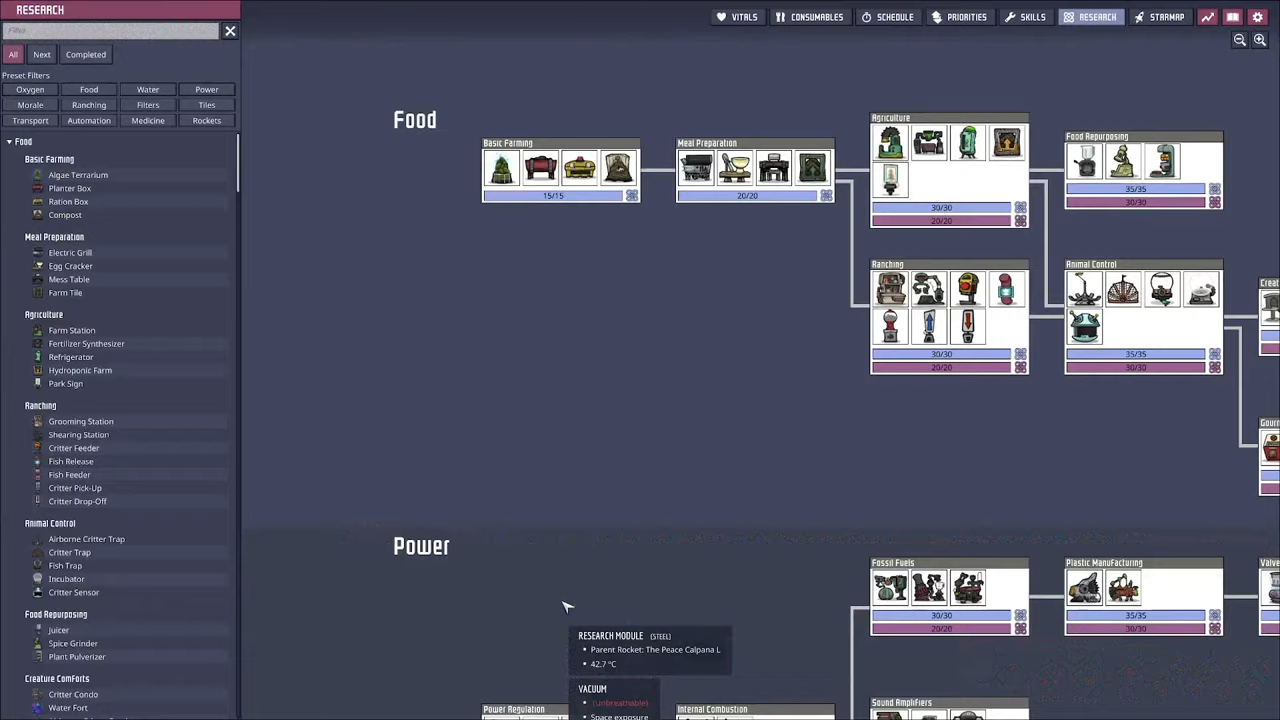 RESEARCH
VITALS
CONSUMABLES
SCHEDULE
PRIORITIES
SKILLS
RESEARCH
STARMAP
Filter
All
Next
Completed
Preset Filters
Oxygen
Food
Water
Power
Morale
Ranching
Filters
Tiles
Transport
Automation
Medicine
Rockets
Food
Basic Farming
Algae Terrarium
Planter Box
Ration Box
Compost
Meal Preparation
Electric Grill
Egg Cracker
Mess Table
Farm Tile
Agriculture
Farm Station
Fertilizer Synthesizer
Refrigerator
Hydroponic Farm
Park Sign
Ranching
Grooming Station
Shearing Station
Critter Feeder
Fish Release
Fish Feeder
Critter Pick-Up
Critter Drop-Off
Animal Control
Airborne Critter Trap
Critter Trap
Fish Trap
Incubator
Critter Sensor
Food Repurposing
Juicer
Spice Grinder
Plant Pulverizer
Creature Comforts
Critter Condo
Water Fort
Food
Basic Farming
15/15
Meal Preparation
20/20
Agriculture
30/30
20/20
Food Repurposing
35/35
30/30
Ranching
30/30
20/20
Animal Control
35/35
30/30
Creat
Gourm
Power
Fossil Fuels
30/30
20/20
Plastic Manufacturing
35/35
30/30
Valve
Power Regulation
Internal Combustion
Sound Amplifiers
RESEARCH MODULE (STEEL)
• Parent Rocket: The Peace Calpana L
• 42.7 °C
VACUUM
• (Unbreathable)
• Space exposure